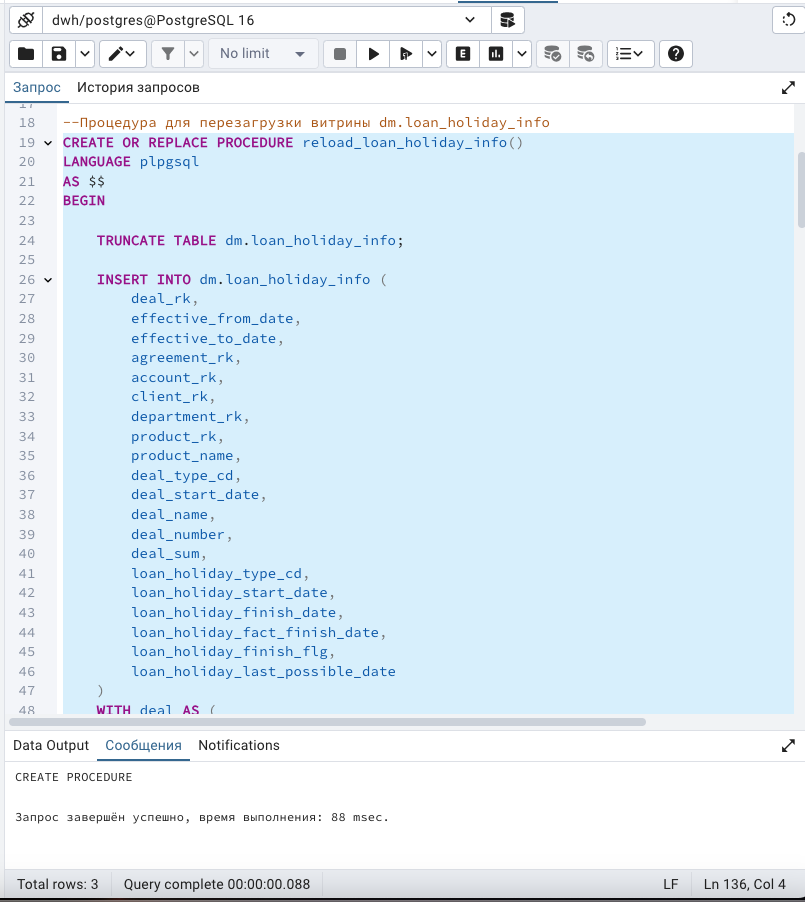 dwh/postgres@PostgreSQL 16
No limit
E
Запрос История запросов
17
18 --Процедура для перезагрузки витрины dm.loan_holiday_info
19 CREATE OR REPLACE PROCEDURE reload_loan_holiday_info()
20 LANGUAGE plpgsql
21 AS $$
22 BEGIN
23
24 TRUNCATE TABLE dm.loan_holiday_info;
25
26 INSERT INTO dm.loan_holiday_info (
27 deal_rk,
28 effective_from_date,
29 effective_to_date,
30 agreement_rk,
31 account_rk,
32 client_rk,
33 department_rk,
34 product_rk,
35 product_name,
36 deal_type_cd,
37 deal_start_date,
38 deal_name,
39 deal_number,
40 deal_sum,
41 loan_holiday_type_cd,
42 loan_holiday_start_date,
43 loan_holiday_finish_date,
44 loan_holiday_fact_finish_date,
45 loan_holiday_finish_flg,
46 loan_holiday_last_possible_date
47 )
48 WITH deal AS (
Data Output Сообщения Notifications
CREATE PROCEDURE
Запрос завершён успешно, время выполнения: 88 msec.
Total rows: 3 Query complete 00:00:00.088 LF Ln 136, Col 4